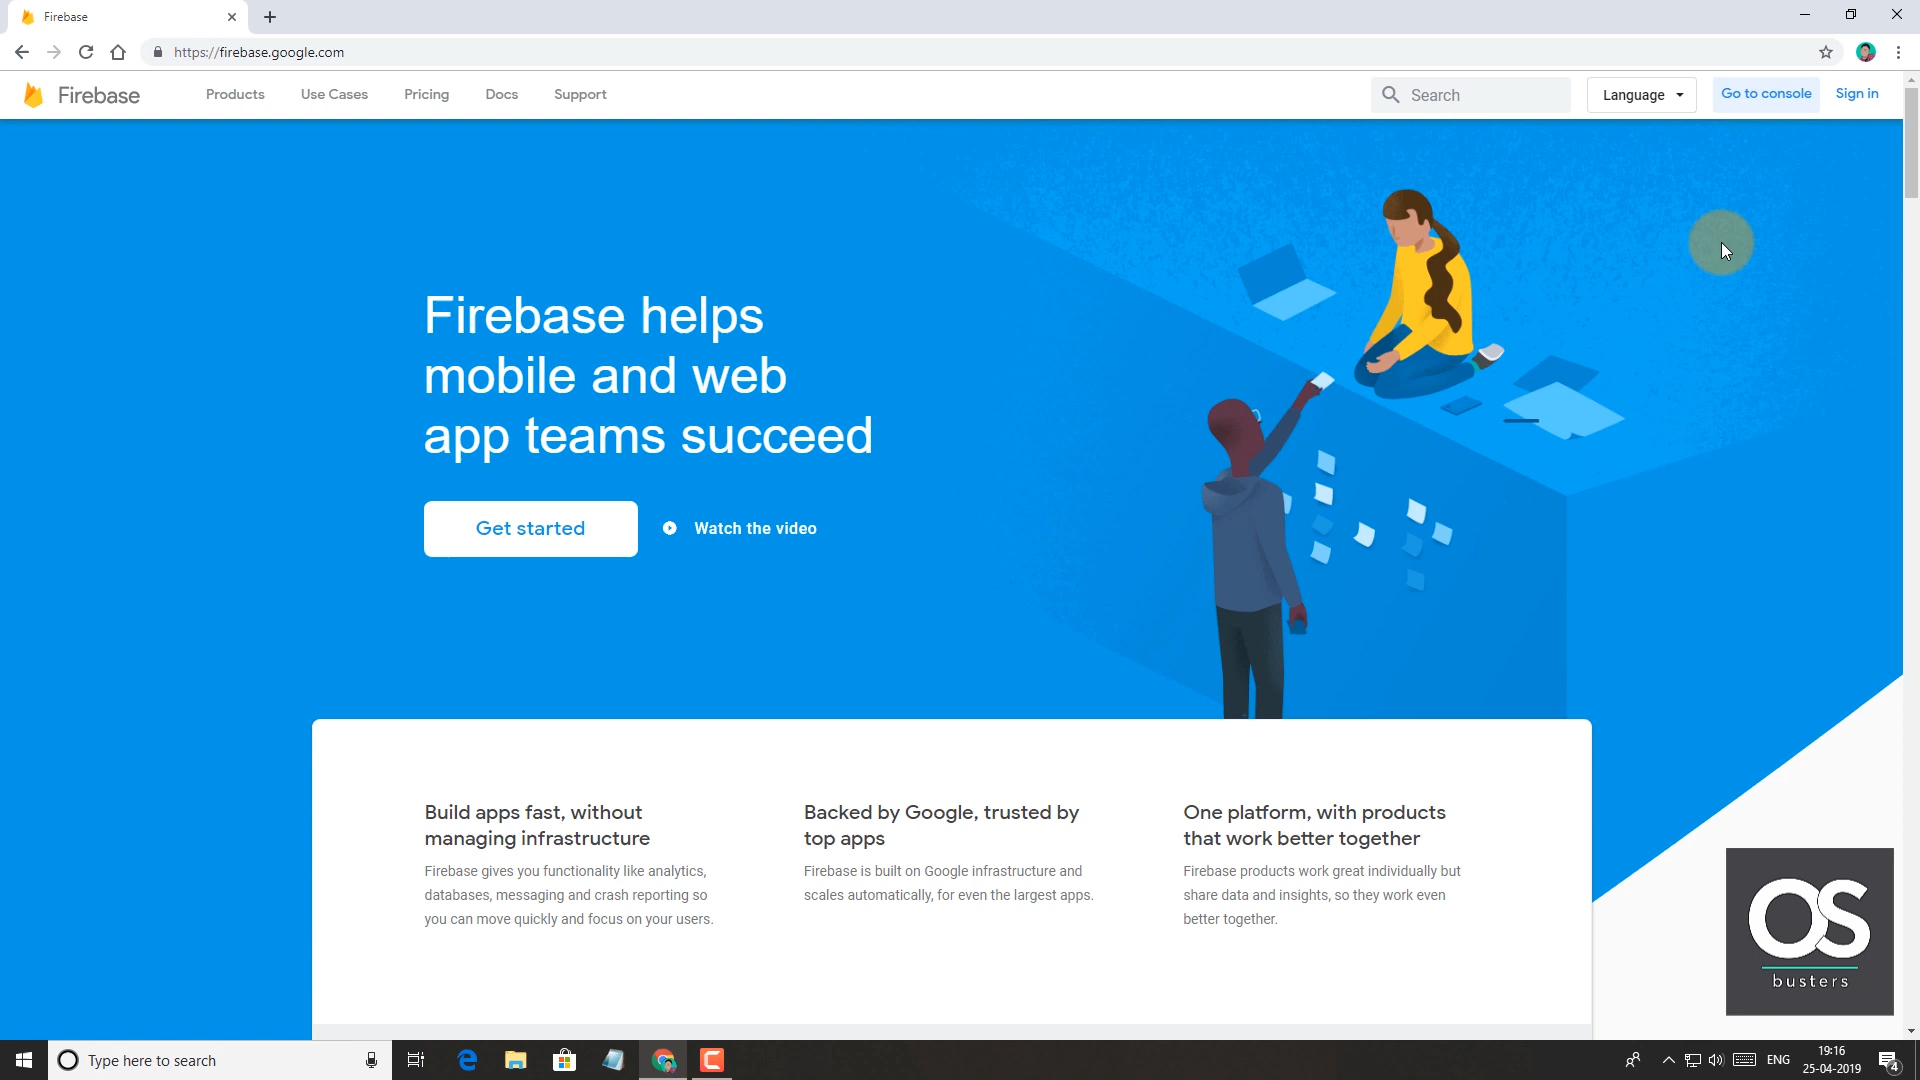 Firebase
https://firebase.google.com
Firebase
Products
Use Cases
Pricing
Docs
Support
Search
Language
Go to console
Sign in
Firebase helps
mobile and web
app teams succeed
Get started
Watch the video
Build apps fast, without
managing infrastructure
Firebase gives you functionality like analytics,
databases, messaging and crash reporting so
you can move quickly and focus on your users.
Backed by Google, trusted by
top apps
Firebase is built on Google infrastructure and
scales automatically, for even the largest apps.
One platform, with products
that work better together
Firebase products work great individually but
share data and insights, so they work even
better together.
OS
busters
Type here to search
ENG
19:16
25-04-2019
4